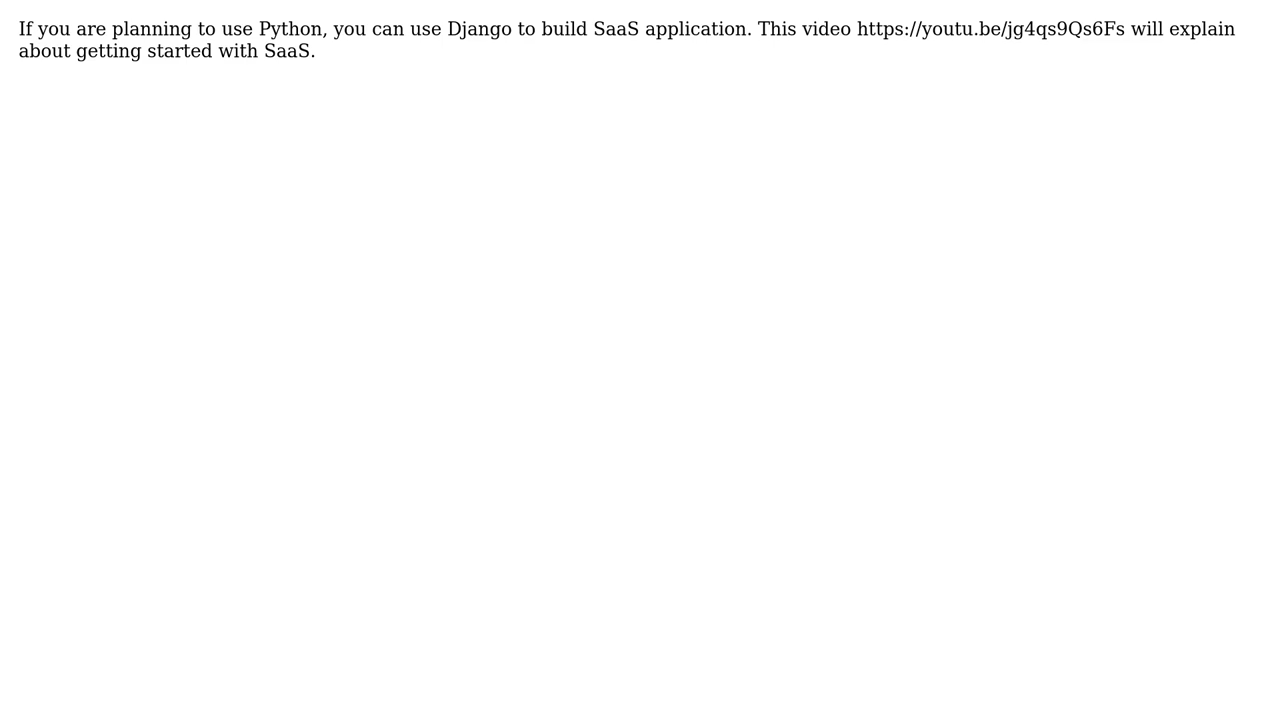 If you are planning to use Python, you can use Django to build SaaS application. This video https://youtu.be/jg4qs9Qs6Fs will explain
about getting started with SaaS.